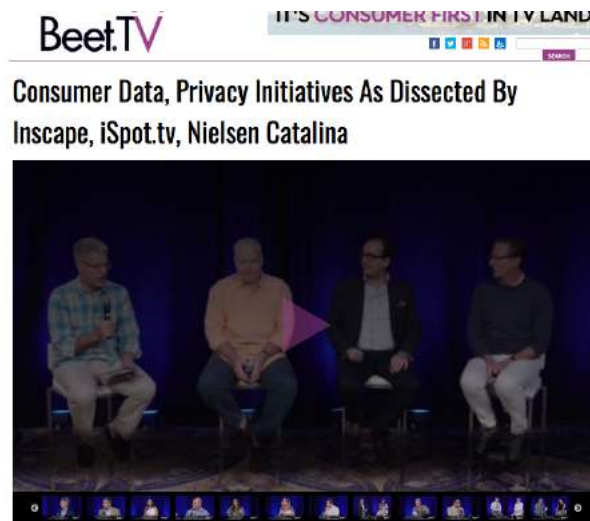 IT'S CONSUMER FIRST IN TV LAND
Beet.TV
SEARCH
Consumer Data, Privacy Initiatives As Dissected By
Inscape, iSpot.tv, Nielsen Catalina